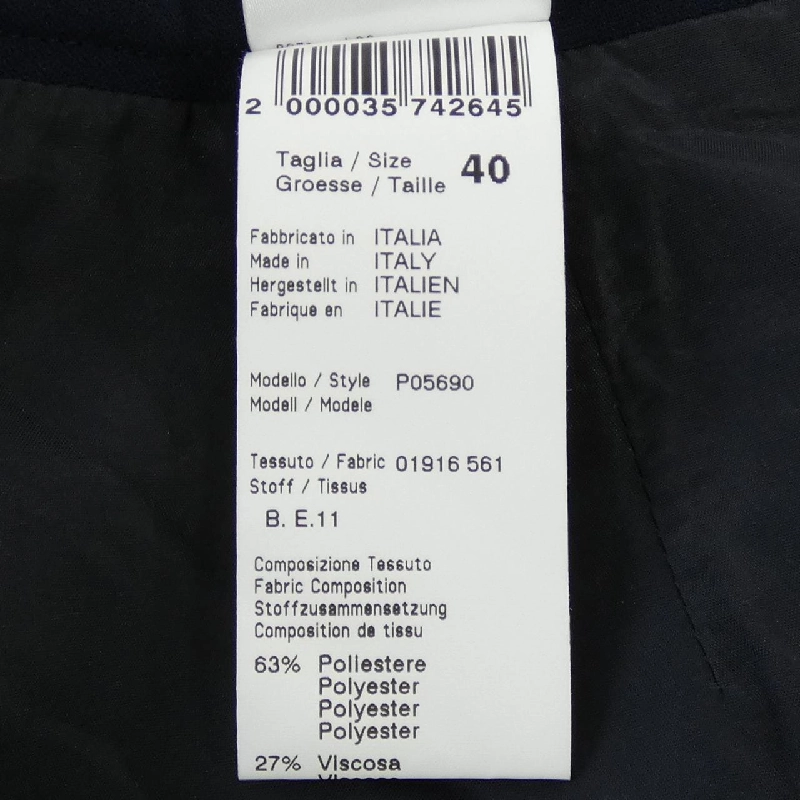 2 000035 742645
Taglia / Size 40
Groesse / Taille
Fabbricato in ITALIA
Made in ITALY
Hergestellt in ITALIEN
Fabrique en ITALIE
Modello / Style P05690
Modell / Modele
Tessuto / Fabric 01916 561
Stoff / Tissus
B. E.11
Composizione Tessuto
Fabric Composition
Stoffzusammensetzung
Composition de tissu
63% Poliestere
Polyester
Polyester
Polyester
27% Viscosa